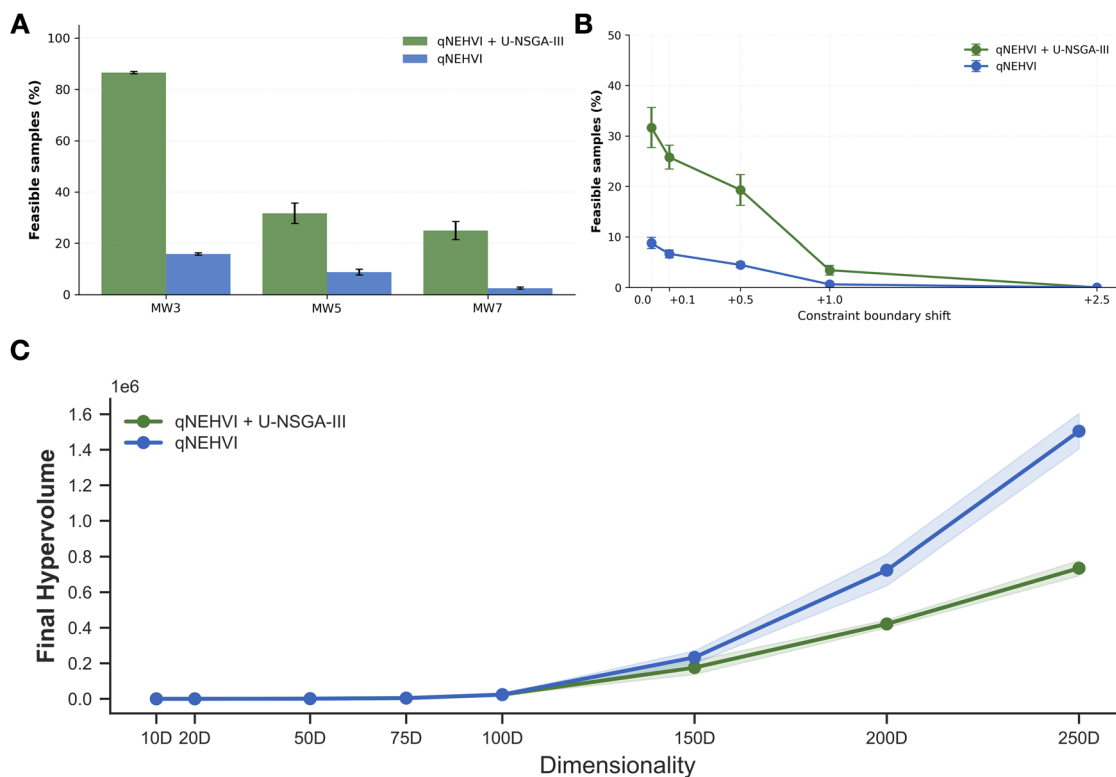 A
100
80
60
40
20
0
Feasible samples (%)
qNEHVI + U-NSGA-III
qNEHVI
MW3
MW5
MW7
B
50
40
30
20
10
0
Feasible samples (%)
qNEHVI + U-NSGA-III
qNEHVI
0.0
+0.1
+0.5
+1.0
+2.5
Constraint boundary shift
C
1e6
1.6
1.4
1.2
1.0
0.8
0.6
0.4
0.2
0.0
Final Hypervolume
qNEHVI + U-NSGA-III
qNEHVI
10D
20D
50D
75D
100D
150D
200D
250D
Dimensionality